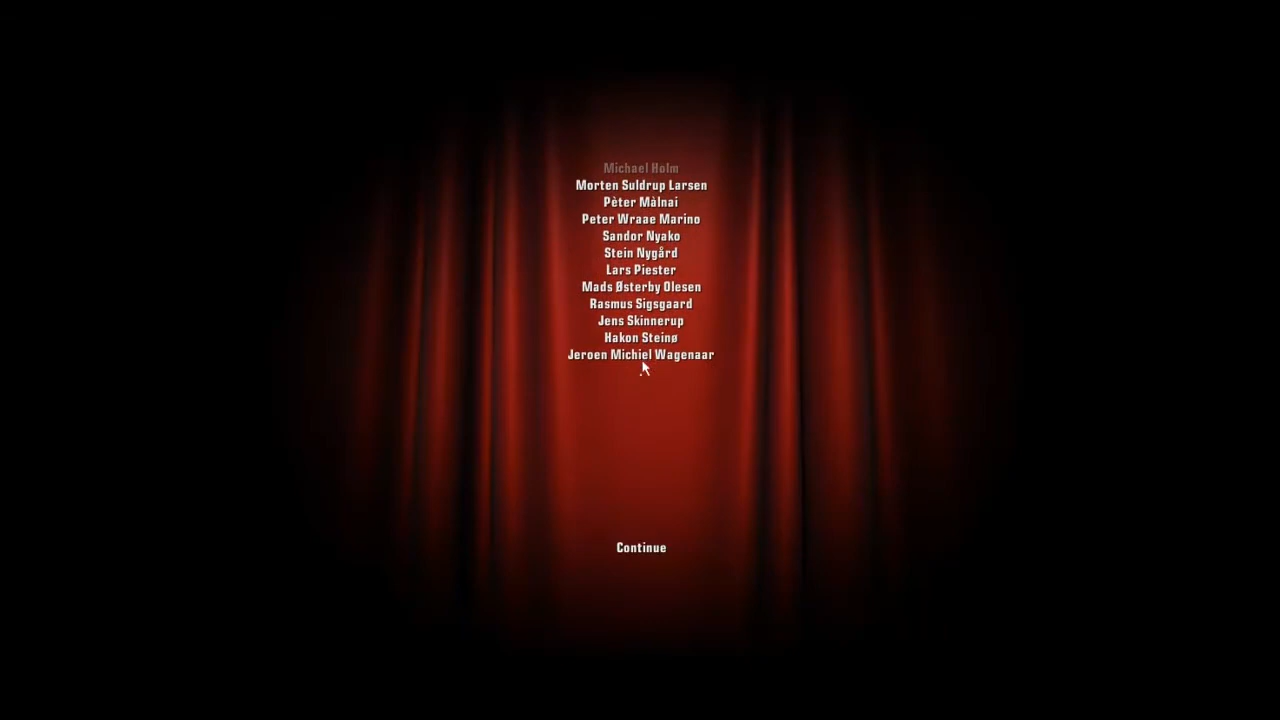 Michael Holm
Morten Suldrup Larsen
Pèter Màlnai
Peter Wraae Marino
Sandor Nyako
Stein Nygård
Lars Piester
Mads Østerby Olesen
Rasmus Sigsgaard
Jens Skinnerup
Hakon Steinø
Jeroen Michiel Wagenaar
Continue